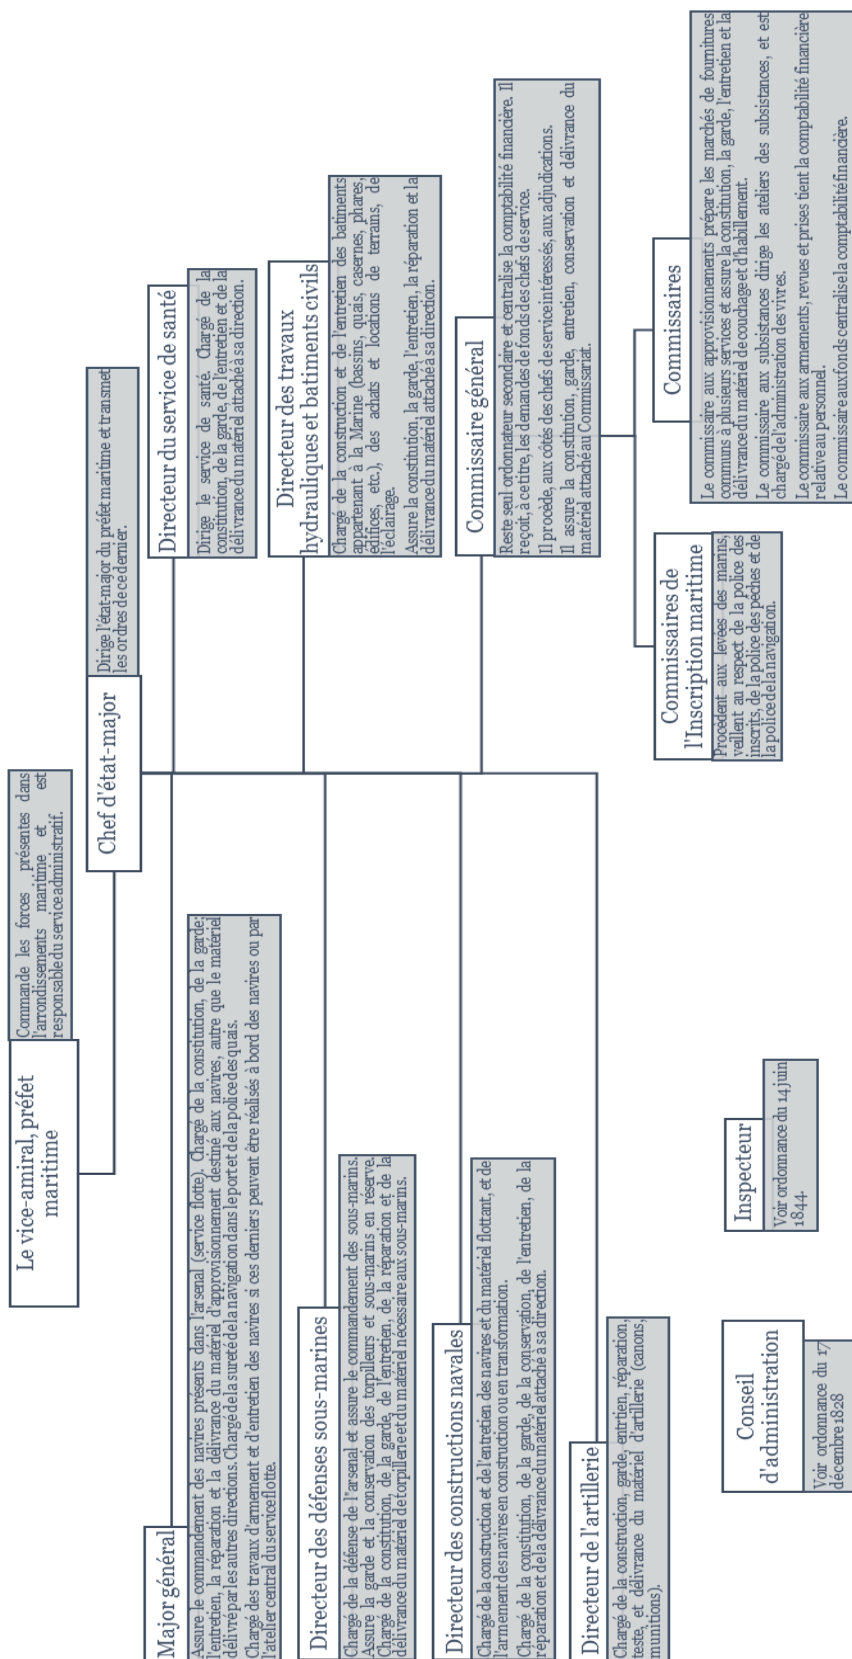 Le vice-amiral, préfet
maritime
Commande les forces présentes dans
l'arrondissements maritime et est
responsable du service administratif.
Chef d'état-major
Dirige l'état-major du préfet maritime et transmet
les ordres de ce dernier.
Major général
Assure le commandement des navires présents dans l'arsenal (service flotte). Chargé de la constitution, de la garde;
l'entretien, la réparation et la délivrance du matériel d'approvisionnement destiné aux navires, autre que le matériel
délivré par les autres directions. Chargé de la sureté de la navigation dans le port et de la police des quais.
Chargé des travaux d'armement et d'entretien des navires si ces derniers peuvent être réalisés à bord des navires ou par
l'atelier central du service flotte.
Directeur du service de santé
Dirige le service de santé. Chargé de la
constitution, de la garde, de l'entretien et de la
délivrance du matériel attaché à sa direction.
Directeur des défenses sous-marines
Chargé de la défense de l'arsenal et assure le commandement des sous-marins.
Assure la garde et la conservation des torpilleurs et sous-marins en réserve.
Chargé de la constitution, de la garde, de l'entretien, de la réparation et de la
délivrance du matériel de torpillerie et du matériel nécessaire aux sous-marins.
Directeur des travaux
hydrauliques et batiments civils
Chargé de la construction et de l'entretien des batiments
appartenant à la Marine (bassins, quais, casernes, phares,
édifices, etc.), des achats et locations de terrains, de
l'éclairage.
Assure la constitution, la garde, l'entretien, la réparation et la
délivrance du matériel attaché à sa direction.
Directeur des constructions navales
Chargé de la construction et de l'entretien des navires et du matériel flottant, et de
l'armement des navires en construction ou en transformation.
Chargé de la constitution, de la garde, de la conservation, de l'entretien, de la
réparation et de la délivrance du matériel attaché à sa direction.
Commissaire général
Reste seul ordonnateur secondaire et centralise la comptabilité financière. Il
reçoit, à ce titre, les demandes de fonds des chefs de service.
Il procède, aux côtés des chefs de service intéressés, aux adjudications.
Il assure la constitution, garde, entretien, conservation et délivrance du
matériel attaché au Commissariat.
Directeur de l'artillerie
Chargé de la construction, garde, entrtien, réparation,
teste, et délivrance du matériel d'artillerie (canons,
munitions).
Commissaires de
l'Inscription maritime
Procèdent aux levées des marins,
veillent au respect de la police des
inscrits, de la police des pêches et de
la police de la navigation.
Commissaires
Le commissaire aux approvisionnements prépare les marchés de fournitures
communs à plusieurs services et assure la constitution, la garde, l'entretien et la
délivrance du matériel de couchage et d'habillement.
Le commissaire aux subsistances dirige les ateliers des subsistances, et est
chargé de l'administration des vivres.
Le commissaire aux armements, revues et prises tient la comptabilité financière
relative au personnel.
Le commissaire aux fonds centralise la comptabilité financière.
Conseil
d'administration
Voir ordonnance du 17
décembre 1828
Inspecteur
Voir ordonnance du 14 juin
1844.